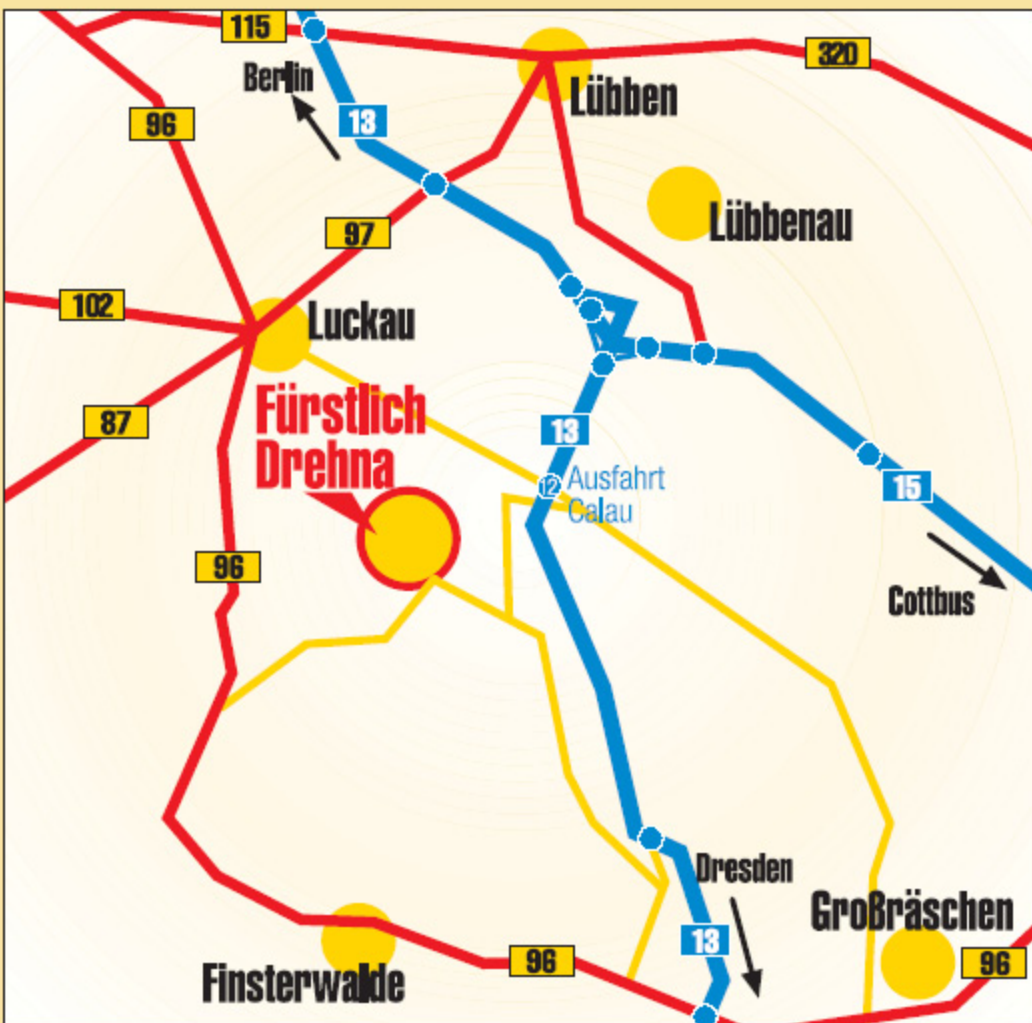 115
320
Berlin
Lübben
13
96
Lübbenau
97
102
Luckau
Fürstlich
Drehna
87
13
12
Ausfahrt
Calau
15
96
Cottbus
Dresden
Großräschen
13
96
96
Finsterwalde